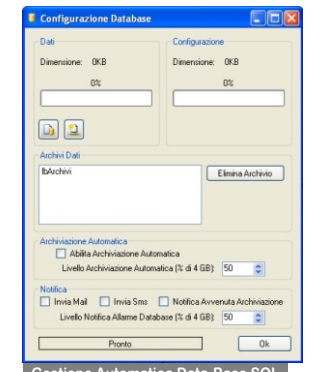 Configurazione Database
Dati
Configurazione
Dimensione: 0KB
Dimensione: 0KB
0%
0%
Archivi Dati
lbArchivi
Elimina Archivio
Archiviazione Automatica
Abilita Archiviazione Automatica
Livello Archiviazione Automatica (% di 4 GB): 50
Notifica
Invia Mail Invia Sms Notifica Avvenuta Archiviazione
Livello Notifica Allarme Database (% di 4 GB): 50
Pronto
Ok
Gestione Automatica Data Base SQL